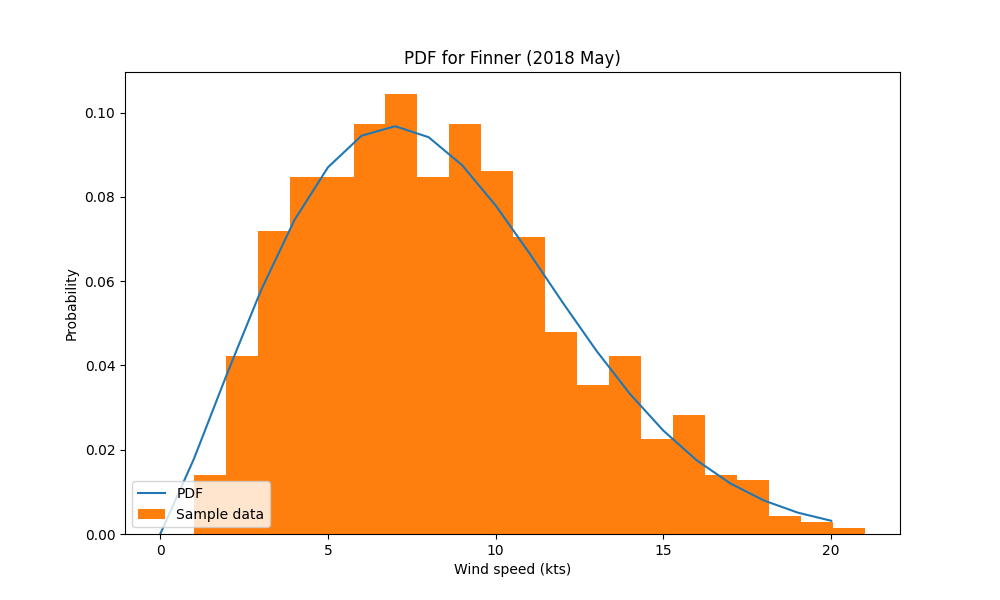 PDF for Finner (2018 May)
Probability
0.10
0.08
0.06
0.04
0.02
0.00
PDF
Sample data
0
5
10
15
20
Wind speed (kts)